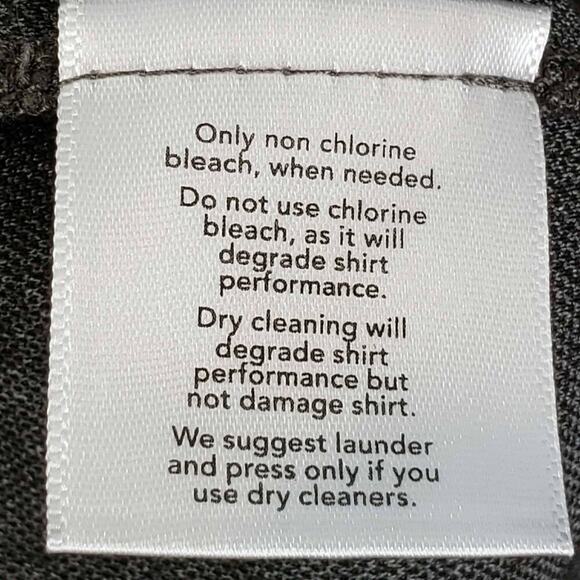 Only non chlorine
bleach, when needed.
Do not use chlorine
bleach, as it will
degrade shirt
performance.
Dry cleaning will
degrade shirt
performance but
not damage shirt.
We suggest launder
and press only if you
use dry cleaners.